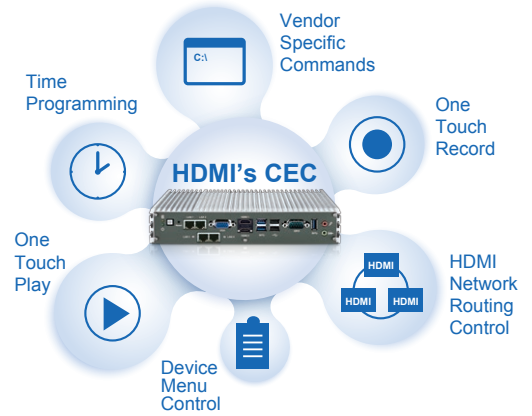 Vendor
Specific
Commands
C:\
Time
Programming
One
Touch
Record
HDMI's CEC
One
Touch
Play
HDMI
HDMI
HDMI
HDMI
Network
Routing
Control
Device
Menu
Control